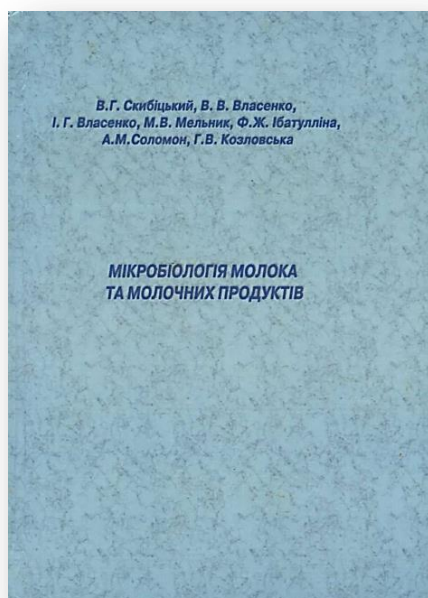 В.Г. Скибіцький, В. В. Власенко,
І. Г. Власенко, М.В. Мельник, Ф.Ж. Ібатулліна,
А.М.Соломон, Г.В. Козловська
МІКРОБІОЛОГІЯ МОЛОКА
ТА МОЛОЧНИХ ПРОДУКТІВ